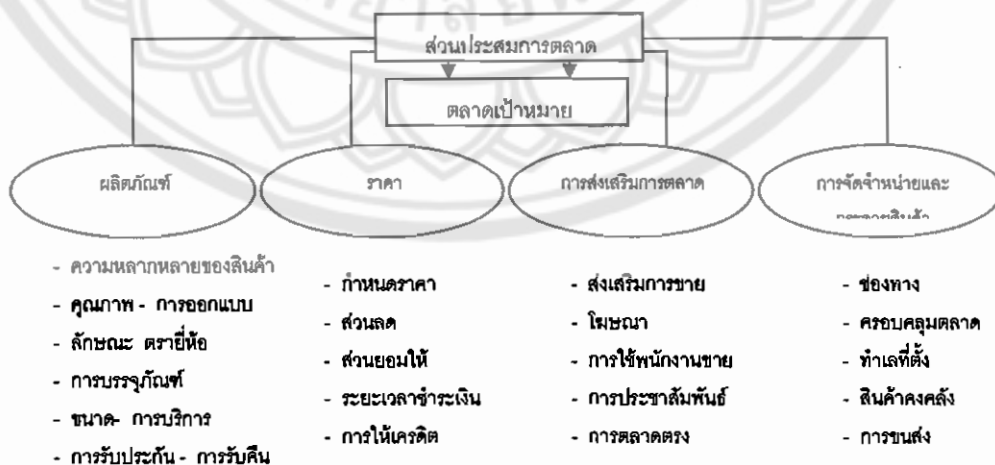 ส่วนประสมการตลาด
ตลาดเป้าหมาย
ผลิตภัณฑ์
ราคา
การส่งเสริมการตลาด
การจัดจำหน่ายและ
- ความหลากหลายของสินค้า
- คุณภาพ - การออกแบบ
- ลักษณะ ตรายี่ห้อ
- การบรรจุภัณฑ์
- ขนาด- การบริการ
- การรับประกัน - การรับคืน
- กำหนดราคา
- ส่วนลด
- ส่วนยอมให้
- ระยะเวลาชำระเงิน
- การให้เครดิต
- ส่งเสริมการขาย
- โฆษณา
- การใช้พนักงานขาย
- การประชาสัมพันธ์
- การตลาดตรง
- ช่องทาง
- ครอบคลุมตลาด
- ทำเลที่ตั้ง
- สินค้าคงคลัง
- การขนส่ง